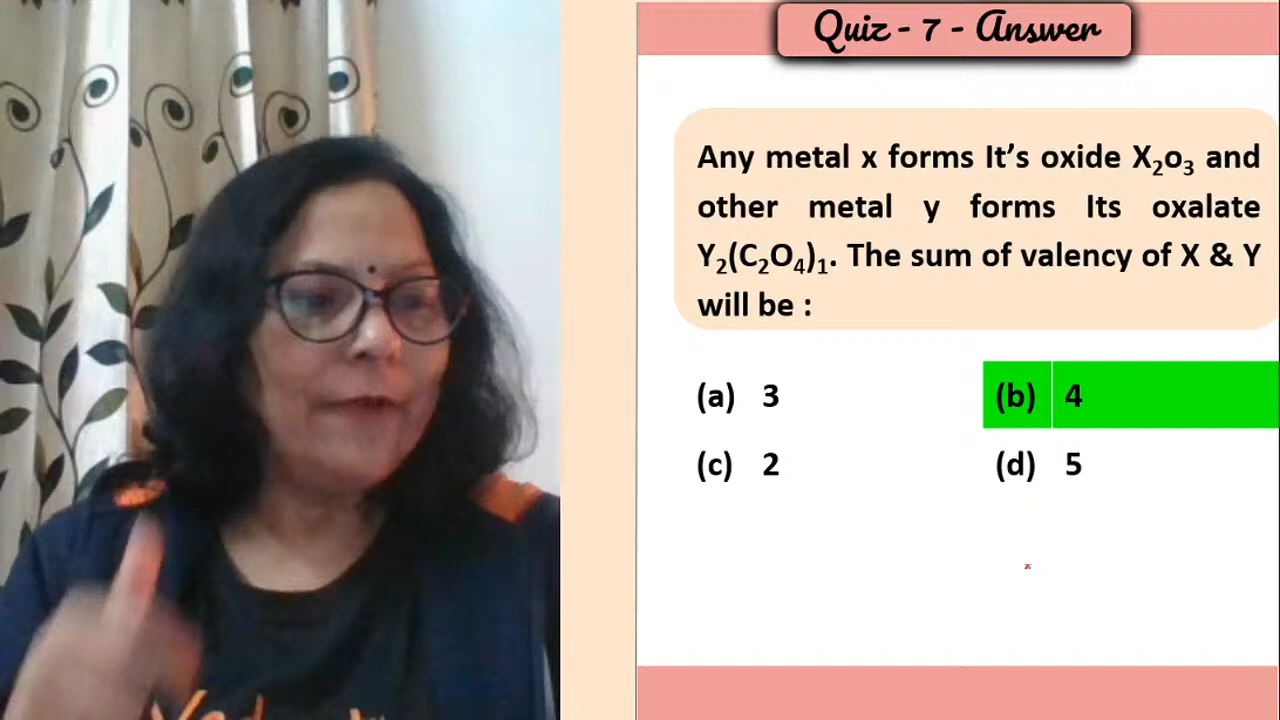 Quiz - 7 - Answer
Any metal x forms It's oxide X₂o₃ and
other metal y forms Its oxalate
Y₂(C₂O₄)₁. The sum of valency of X & Y
will be :
(a) 3
(b) 4
(c) 2
(d) 5